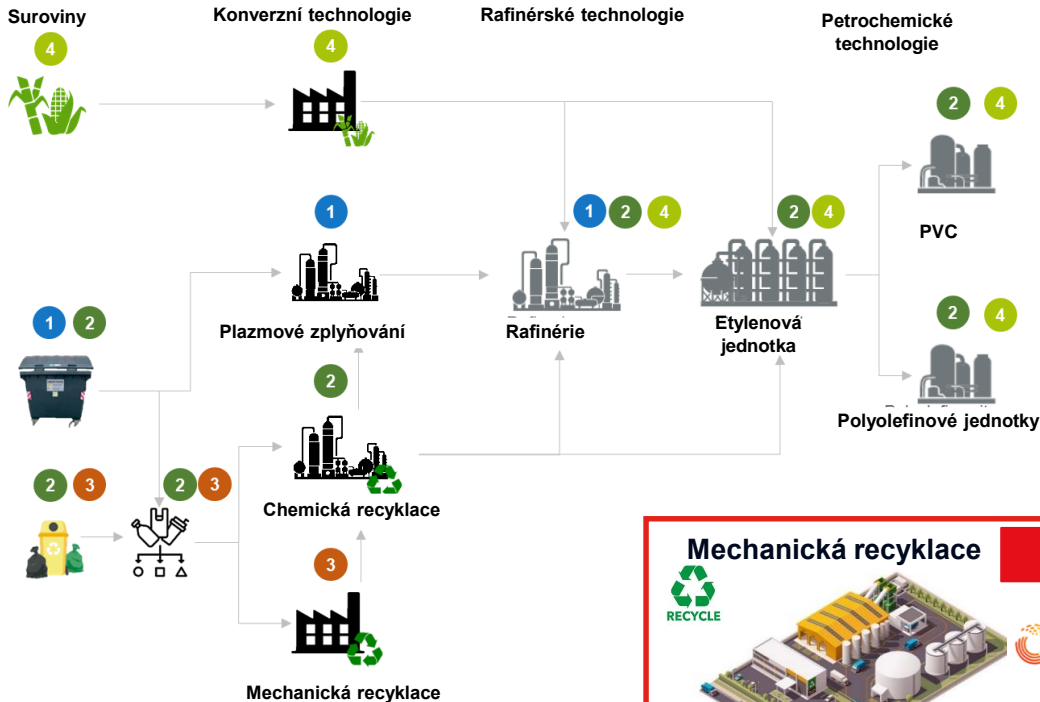 Suroviny
Konverzní technologie
Rafinérské technologie
Petrochemické
technologie
4
4
2 4
PVC
1
1 2 4
2 4
Plazmové zplyňování
Rafinérie
Etylenová
jednotka
1 2
2
2 4
Polyolefinové jednotky
2 3
2 3
Chemická recyklace
3
Mechanická recyklace
Mechanická recyklace
RECYCLE